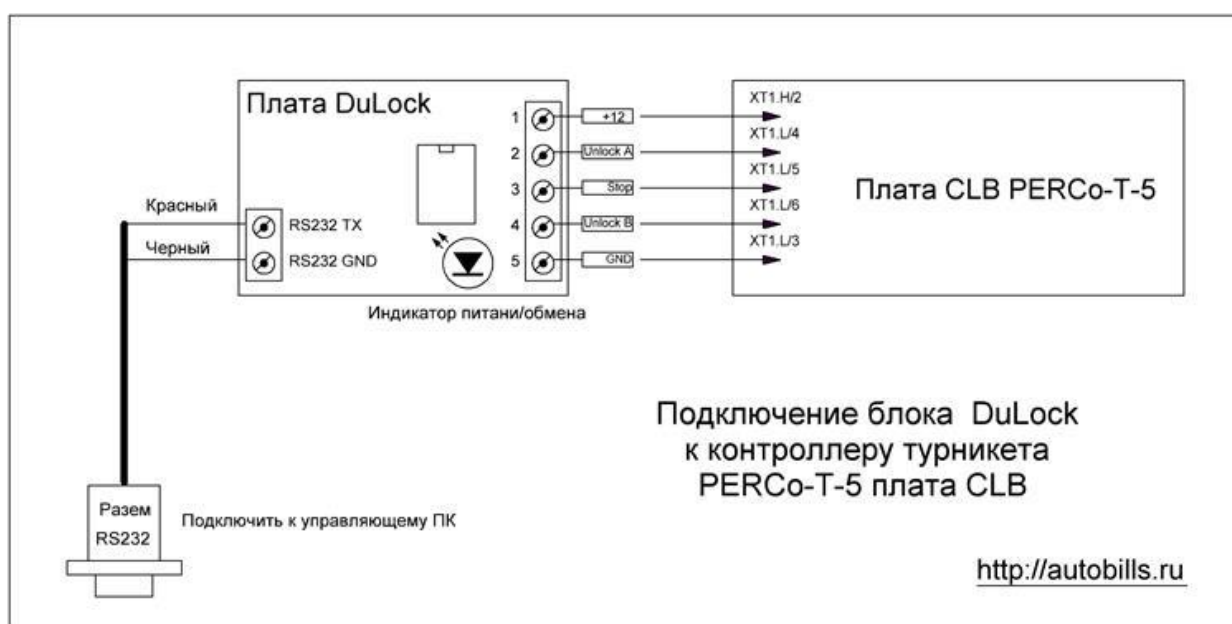 Плата DuLock
1
+12
XT1.H/2
2
Unlock A
XT1.L/4
3
Stop
XT1.L/5
4
Unlock B
XT1.L/6
5
GND
XT1.L/3
Плата CLB PERCo-T-5
Красный
RS232 TX
Черный
RS232 GND
Индикатор питани/обмена
Подключение блока DuLock
к контроллеру турникета
PERCo-T-5 плата CLB
Разем
RS232
Подключить к управляющему ПК
http://autobills.ru